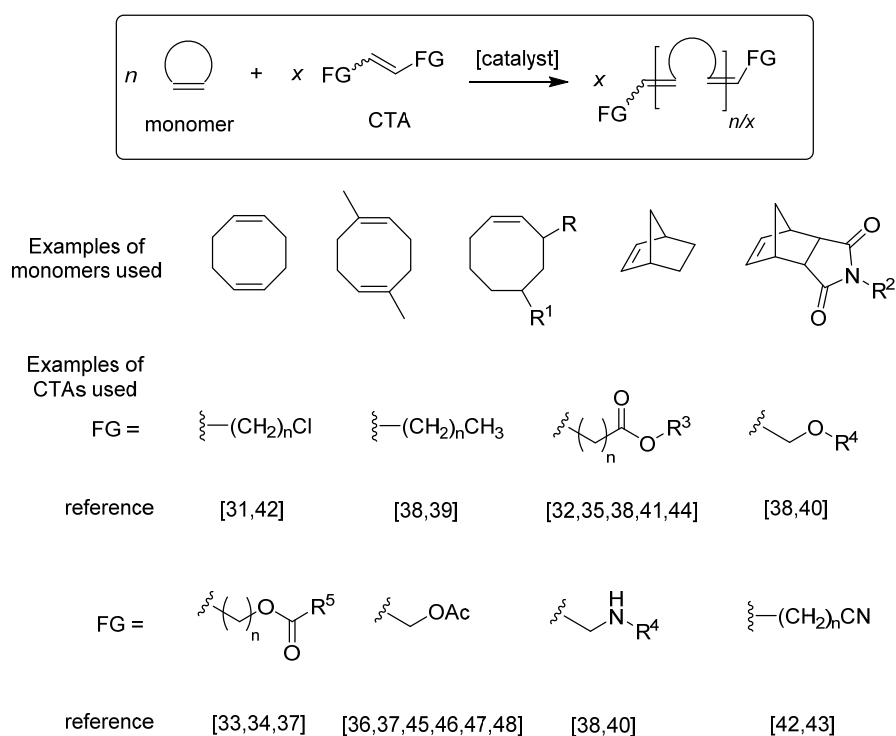 n
monomer
+
x
FG
FG
CTA
[catalyst]
x
FG
FG
n/x
Examples of
monomers used
R
R¹
O
N
R²
O
Examples of
CTAs used
FG =
(CH₂)ₙCl
(CH₂)ₙCH₃
n
O
O
R³
O
R⁴
reference
[31,42]
[38,39]
[32,35,38,41,44]
[38,40]
FG =
n
O
O
R⁵
OAc
H
N
R⁴
(CH₂)ₙCN
reference
[33,34,37]
[36,37,45,46,47,48]
[38,40]
[42,43]